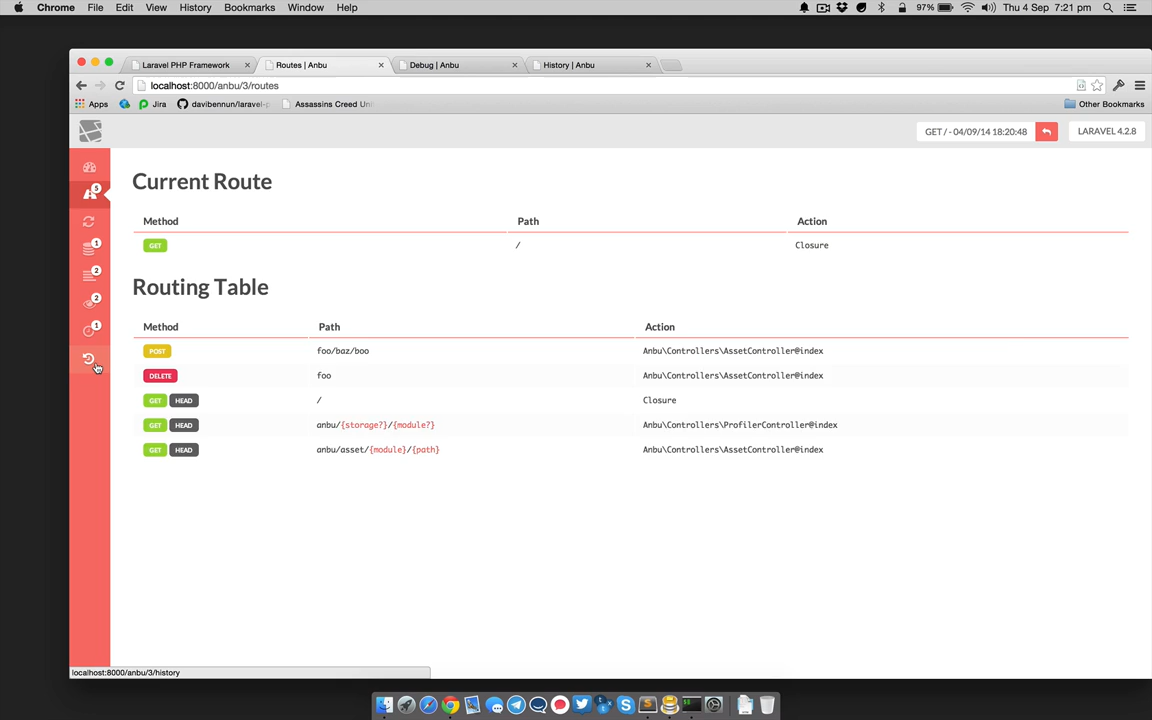 Chrome File Edit View History Bookmarks Window Help 97% Thu 4 Sep 7:21 pm
Laravel PHP Framework Routes | Anbu Debug | Anbu History | Anbu
localhost:8000/anbu/3/routes
Apps Jira davibennun/laravel-p Assassins Creed Uni Other Bookmarks
GET / - 04/09/14 18:20:48 LARAVEL 4.2.8
Current Route
5
Method Path Action
GET / Closure
1
2
Routing Table
2
Method Path Action
1
POST foo/baz/boo Anbu\Controllers\AssetController@index
DELETE foo Anbu\Controllers\AssetController@index
GET HEAD / Closure
GET HEAD anbu/{storage?}/{module?} Anbu\Controllers\ProfilerController@index
GET HEAD anbu/asset/{module}/{path} Anbu\Controllers\AssetController@index
localhost:8000/anbu/3/history